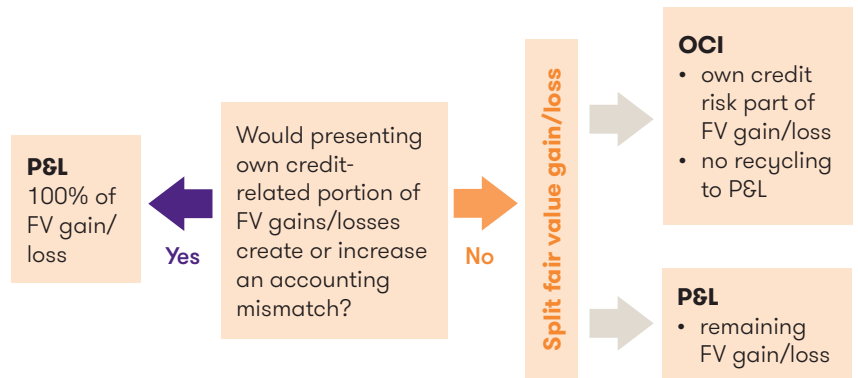 P&L
100% of
FV gain/
loss
Yes
Would presenting
own credit-
related portion of
FV gains/losses
create or increase
an accounting
mismatch?
No
Split fair value gain/loss
OCI
• own credit
risk part of
FV gain/loss
• no recycling
to P&L
P&L
• remaining
FV gain/loss